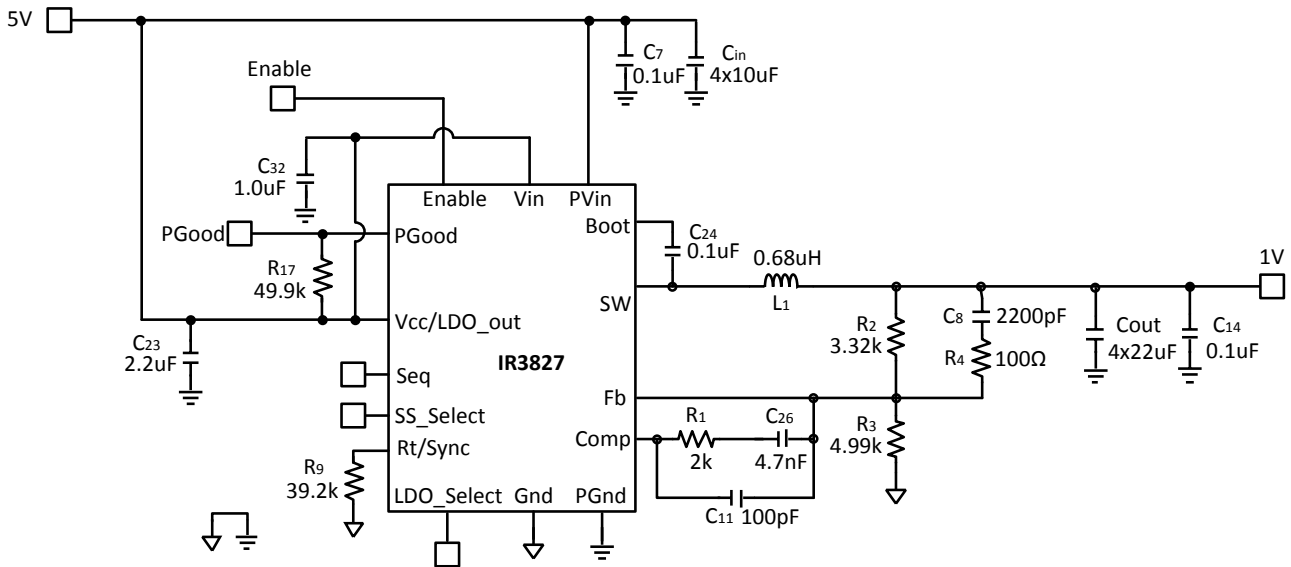 5V
C7
0.1uF
Cin
4x10uF
Enable
C32
1.0uF
Enable
Vin
PVin
PGood
PGood
Boot
C24
0.1uF
R17
49.9k
SW
0.68uH
L1
1V
Vcc/LDO_out
IR3827
C23
2.2uF
R2
3.32k
C8
2200pF
R4
100Ω
Cout
4x22uF
C14
0.1uF
Seq
SS_Select
Rt/Sync
Fb
Comp
R1
2k
C26
4.7nF
R3
4.99k
R9
39.2k
LDO_Select
Gnd
PGnd
C11
100pF